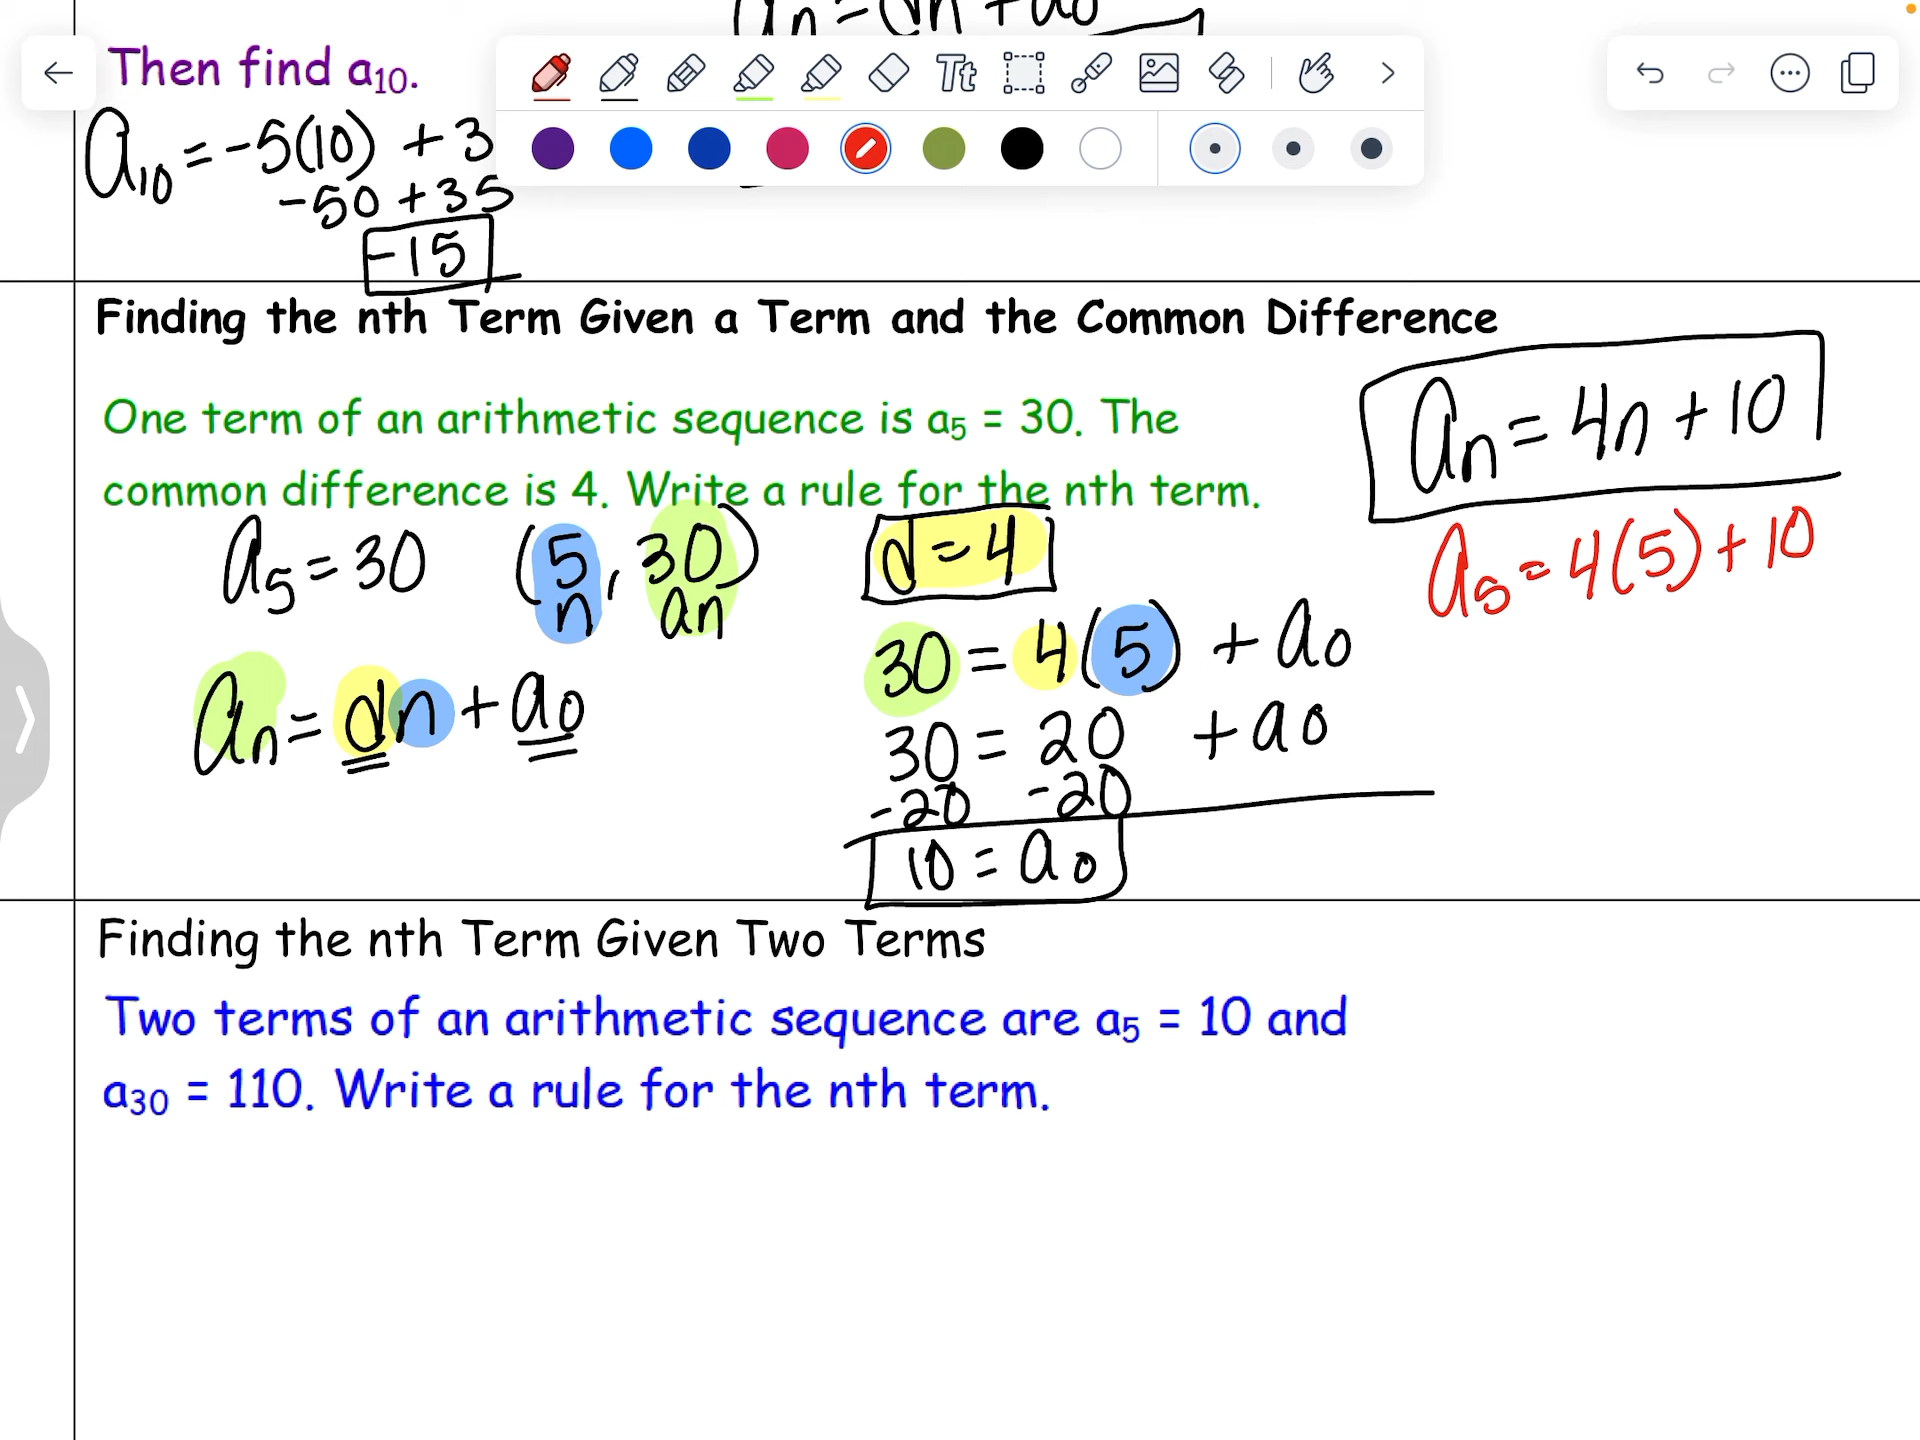 Then find a₁₀.
Tt
a₁₀ = -5(10) + 3
-50 + 35
-15
Finding the nth Term Given a Term and the Common Difference
One term of an arithmetic sequence is a₅ = 30. The
common difference is 4. Write a rule for the nth term.
aₙ = 4n + 10
a₅ = 4(5) + 10
a₅ = 30 (5, 30) d = 4
n an
30 = 4(5) + a₀
aₙ = dn + a₀
30 = 20 + a₀
-20 -20
10 = a₀
Finding the nth Term Given Two Terms
Two terms of an arithmetic sequence are a₅ = 10 and
a₃₀ = 110. Write a rule for the nth term.